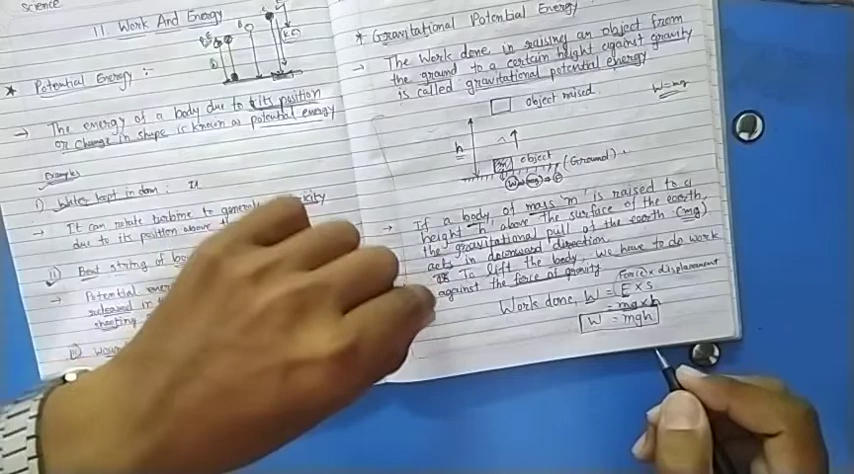 Science
11. Work And Energy
* Potential Energy :
→ The energy of a body due to its position
or change in shape is known as potential energy
Examples
i) Water kept in dam : It
→ It can rotate turbine to generate
due to its position above
ii) Bent string of
→ Potential
released in
shooting
iii)
* Gravitational Potential Energy
→ The work done in raising an object from
the ground to a certain height against gravity
is called gravitational potential energy
object raised
W=mg
h
m object (Ground)
→ If a body, of mass 'm' is raised to a
height 'h' above the surface of the earth,
the gravitational pull of the earth (mg)
acts in downward direction.
To lift the body, we have to do work
against the force of gravity
Force × displacement
Work done, W = F × s
= mg × h
W = mgh